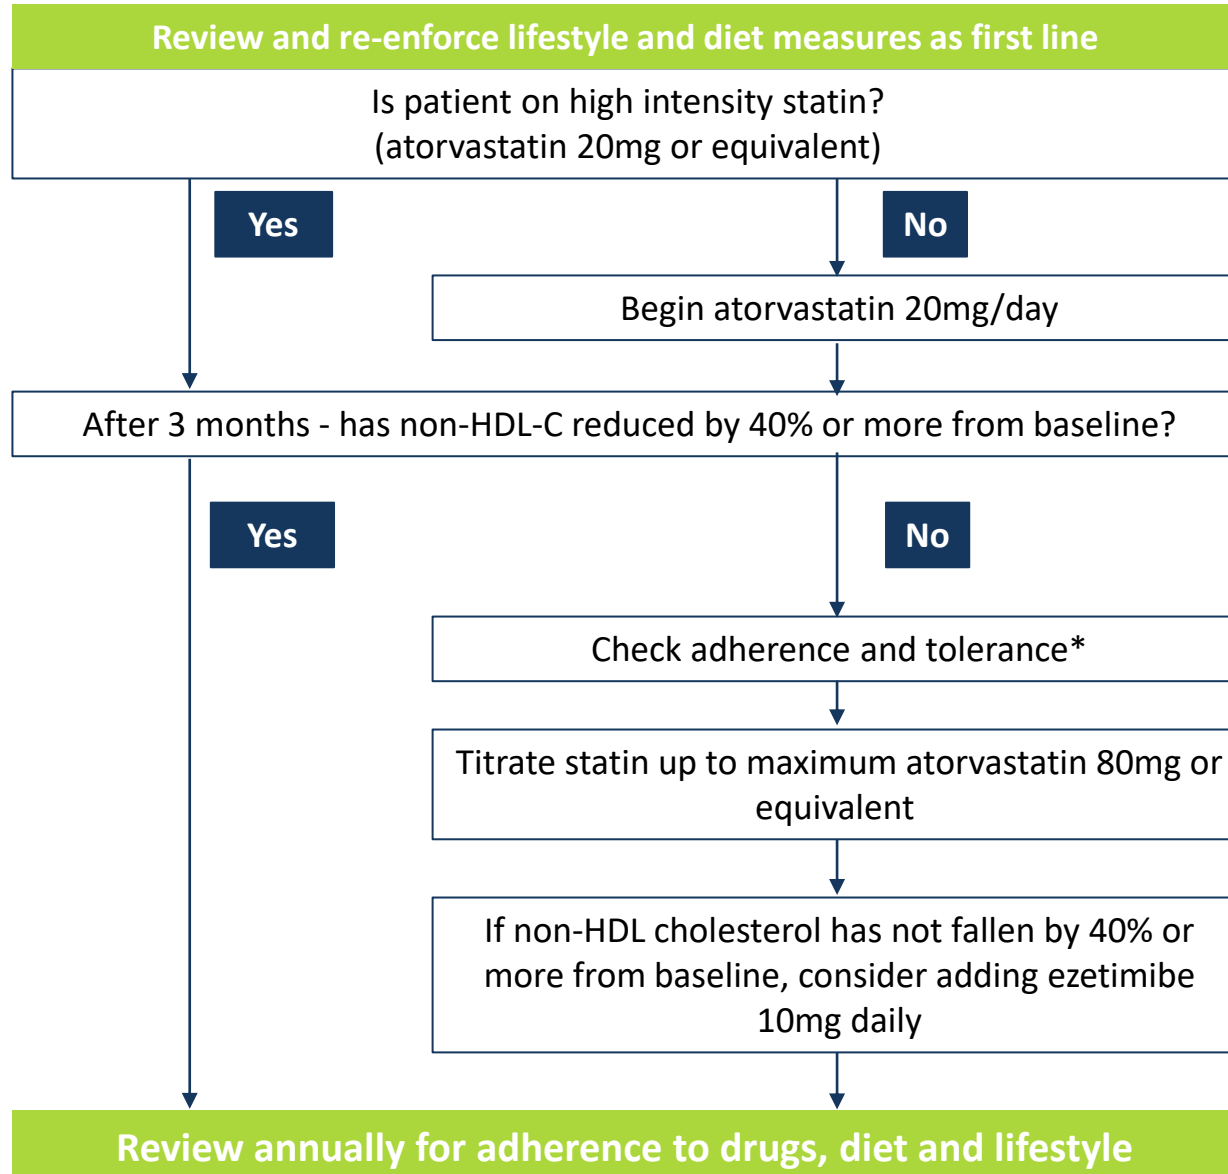 Review and re-enforce lifestyle and diet measures as first line
Is patient on high intensity statin?
(atorvastatin 20mg or equivalent)
Yes
No
Begin atorvastatin 20mg/day
After 3 months - has non-HDL-C reduced by 40% or more from baseline?
Yes
No
Check adherence and tolerance*
Titrate statin up to maximum atorvastatin 80mg or
equivalent
If non-HDL cholesterol has not fallen by 40% or
more from baseline, consider adding ezetimibe
10mg daily
Review annually for adherence to drugs, diet and lifestyle